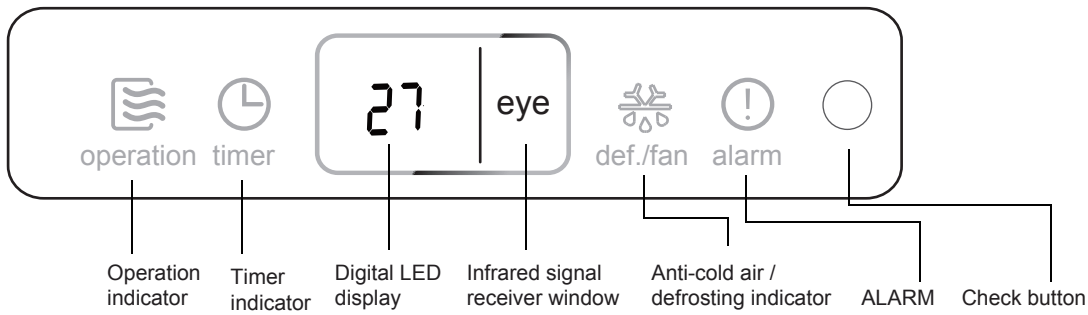 27 eye
operation timer def./fan alarm
Operation indicator
Timer indicator
Digital LED display
Infrared signal receiver window
Anti-cold air / defrosting indicator
ALARM
Check button